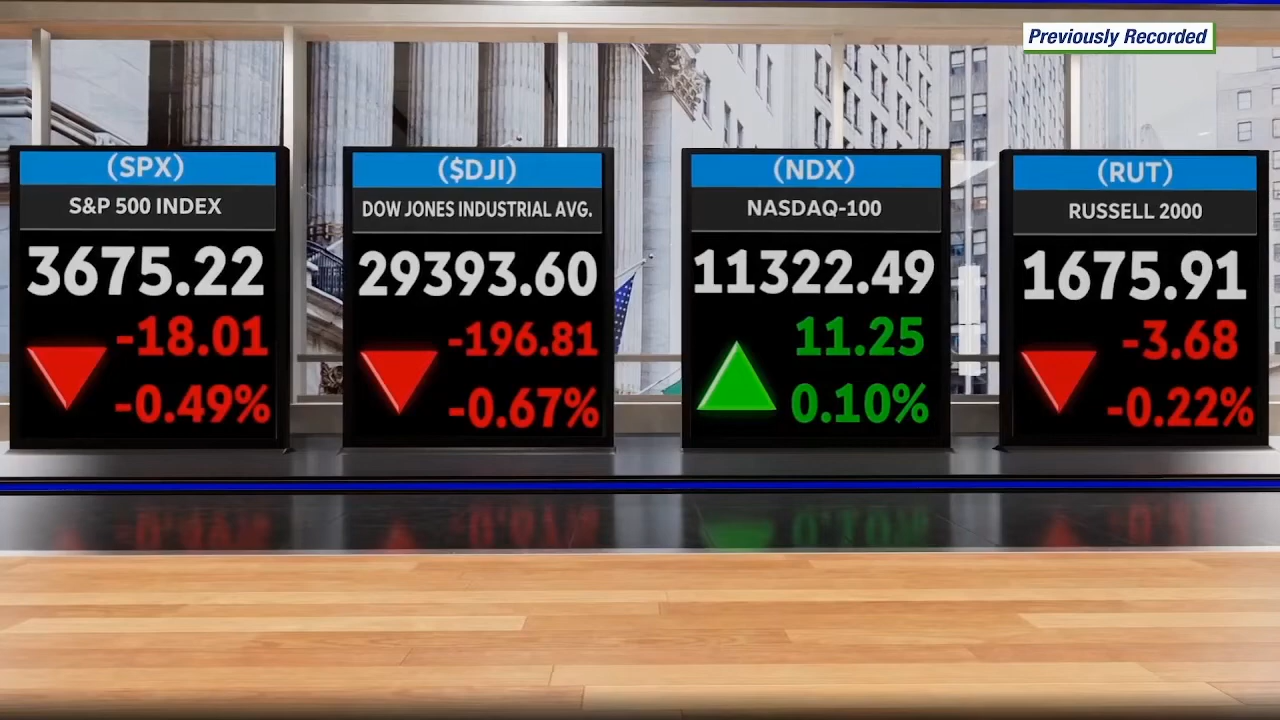 Previously Recorded
(SPX)
S&P 500 INDEX
3675.22
-18.01
-0.49%
($DJI)
DOW JONES INDUSTRIAL AVG.
29393.60
-196.81
-0.67%
(NDX)
NASDAQ-100
11322.49
11.25
0.10%
(RUT)
RUSSELL 2000
1675.91
-3.68
-0.22%